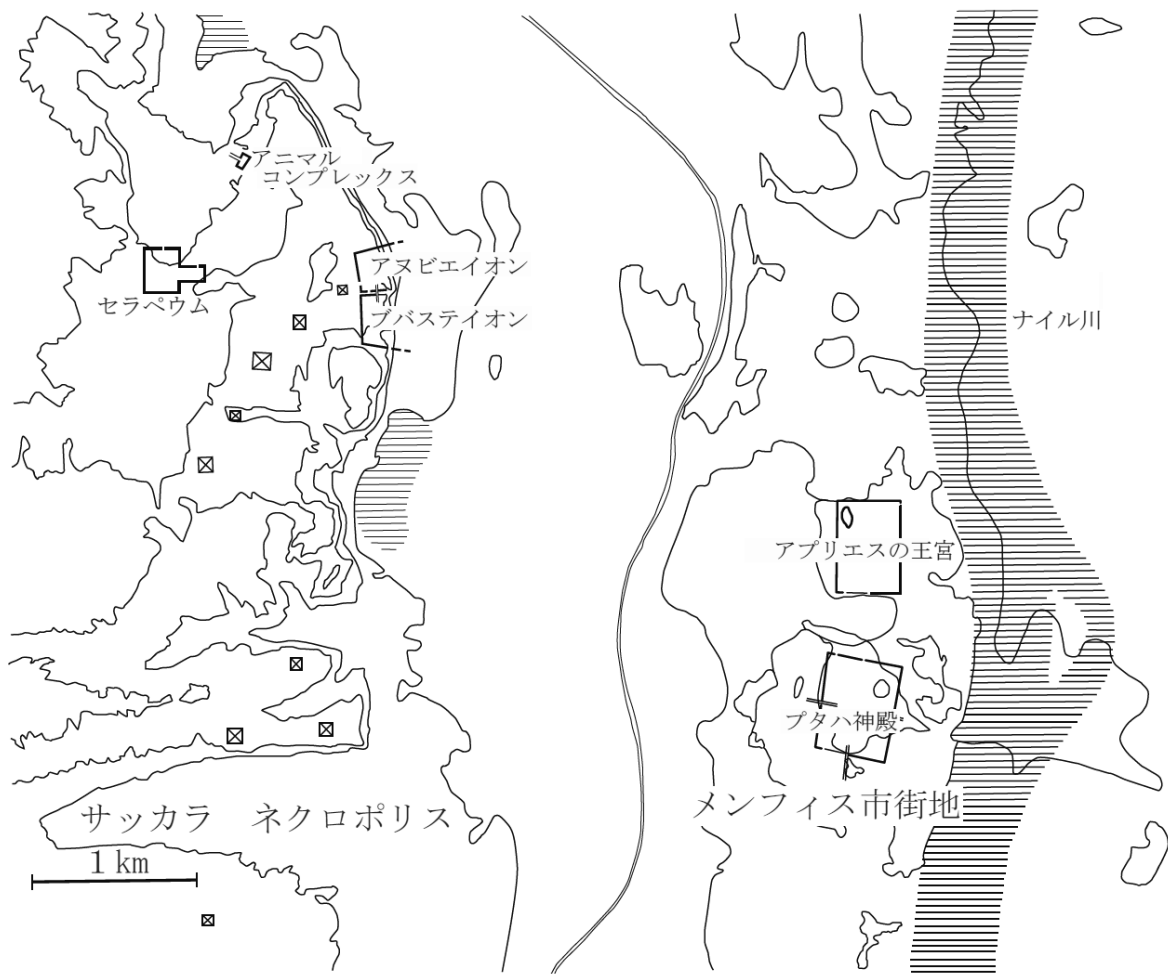 アニマル
コンプレックス
アヌビエイオン
セラペウム
ブバステイオン
ナイル川
アプリエスの王宮
プタハ神殿
メンフィス市街地
サッカラ　ネクロポリス
1 km